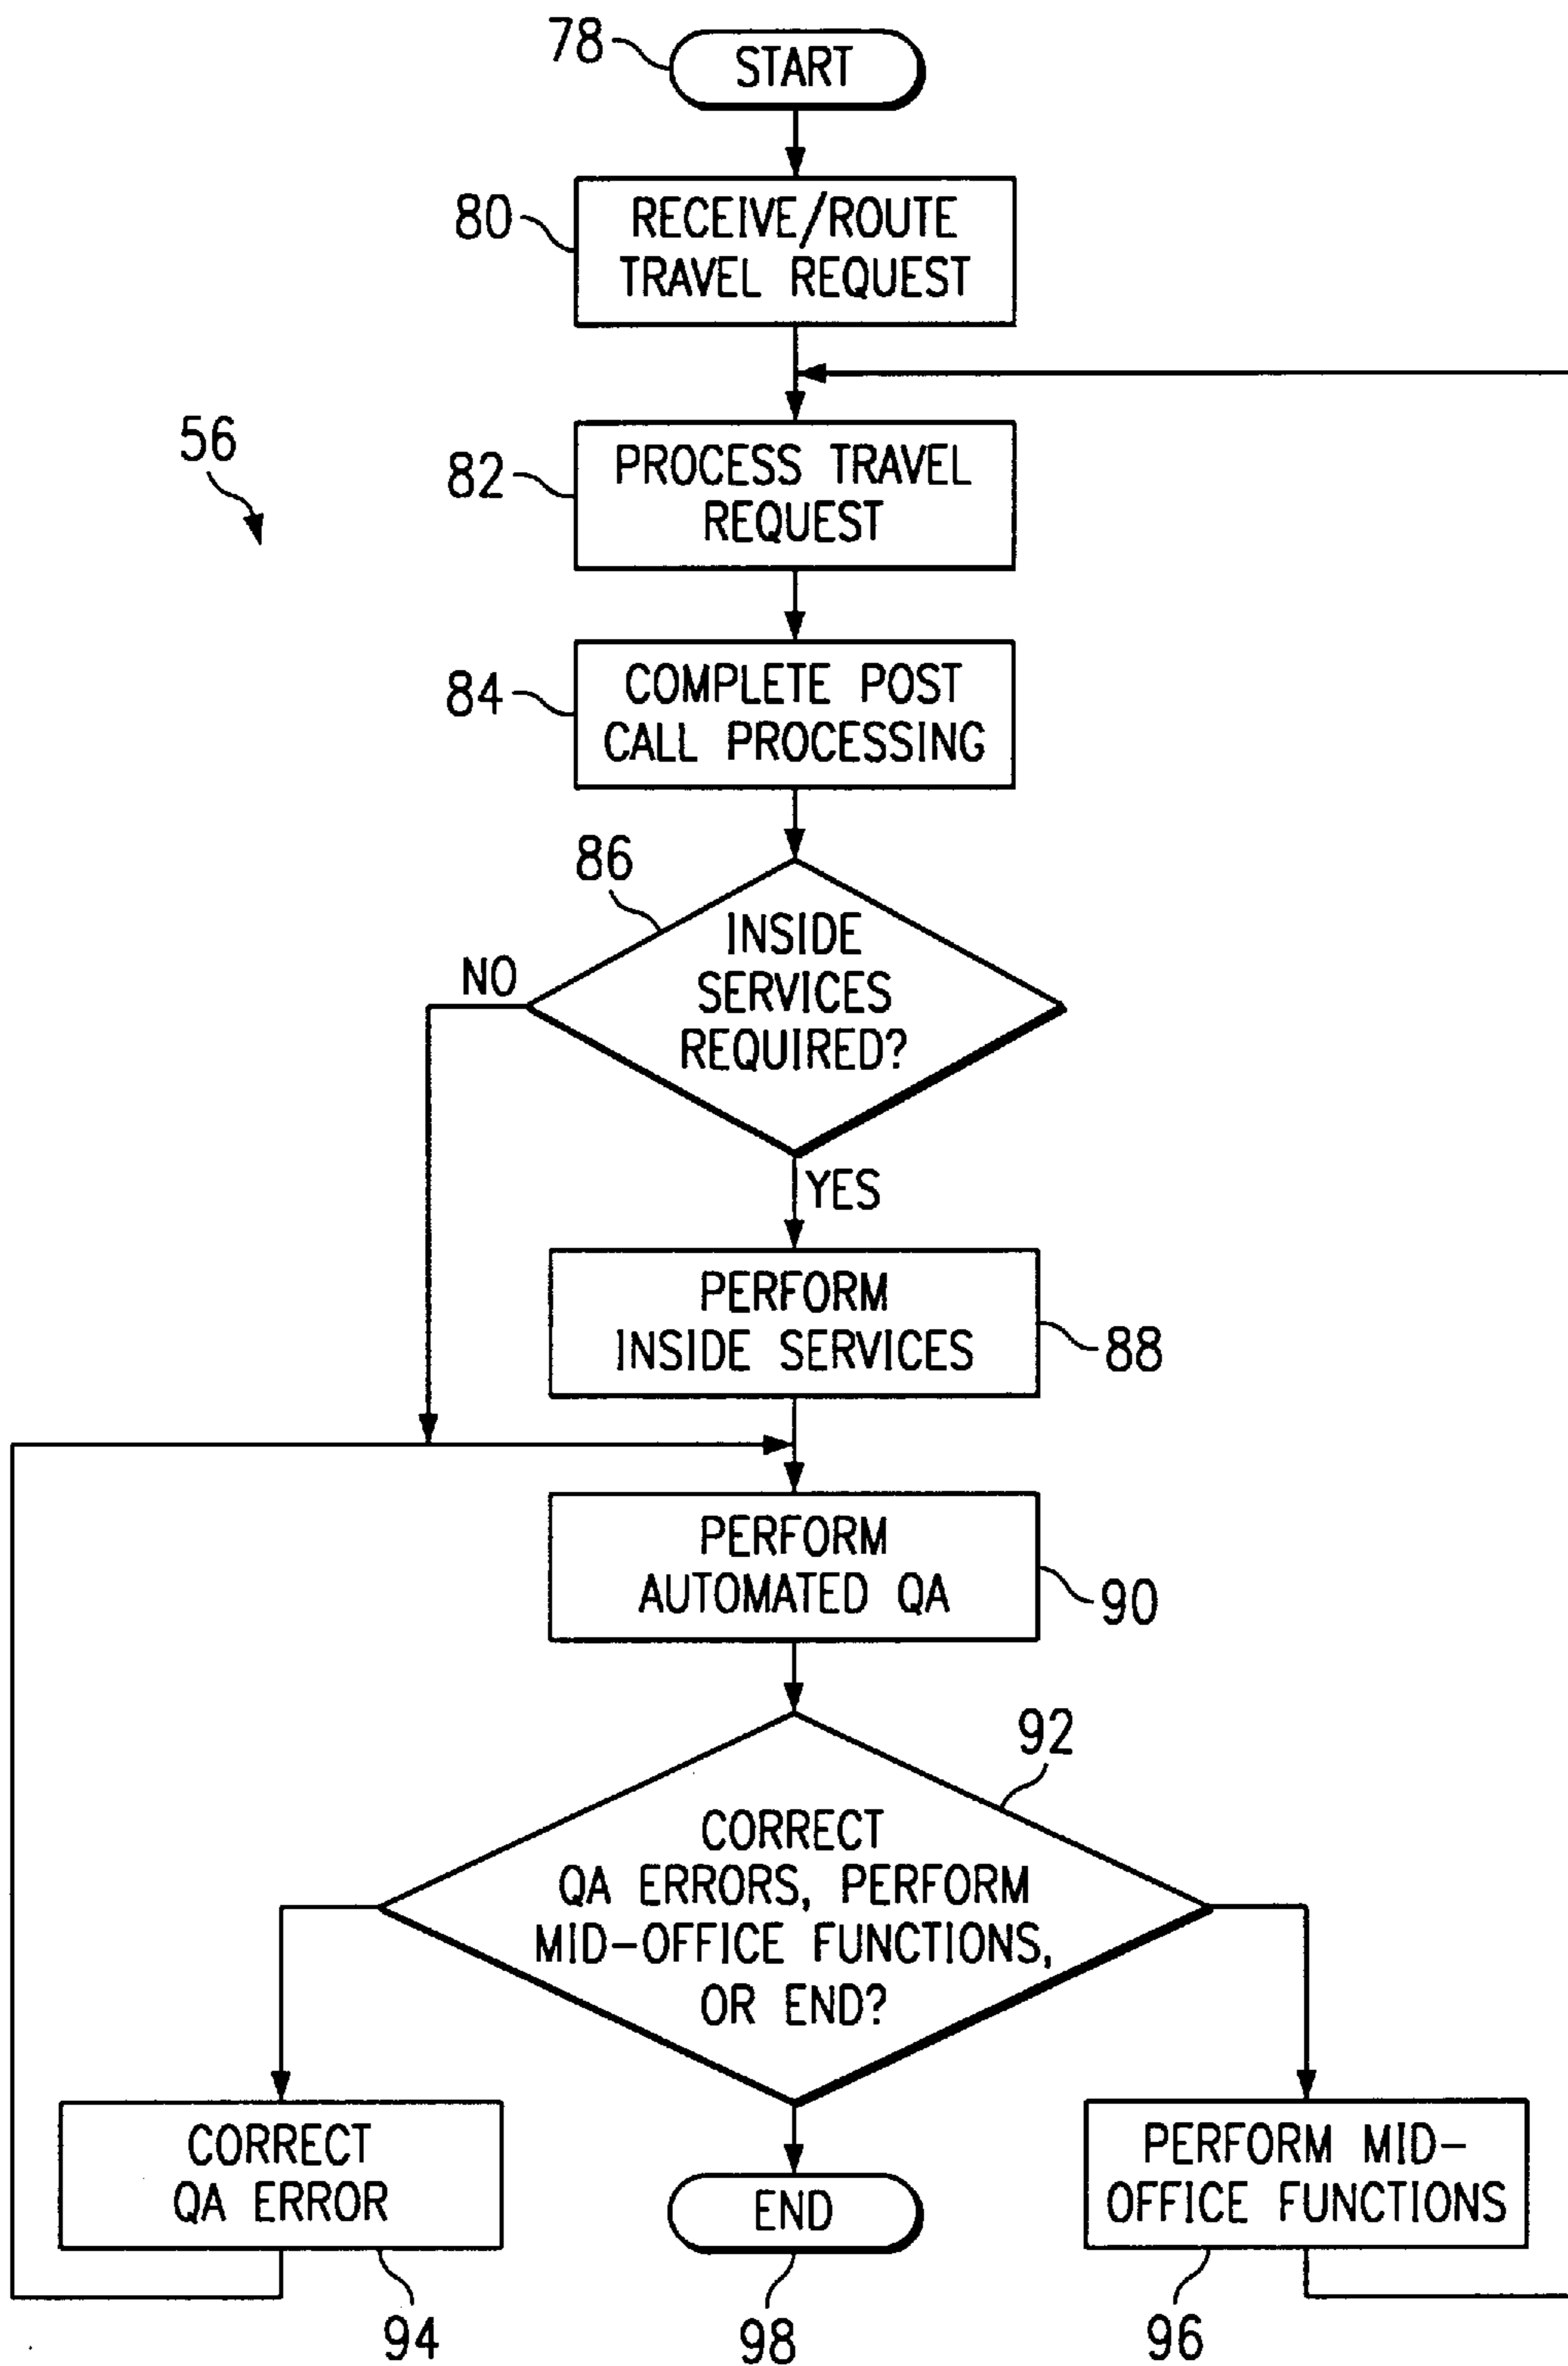 78
START
80
RECEIVE/ROUTE
TRAVEL REQUEST
56
82
PROCESS TRAVEL
REQUEST
84
COMPLETE POST
CALL PROCESSING
86
INSIDE
SERVICES
REQUIRED?
NO
YES
PERFORM
INSIDE SERVICES
88
PERFORM
AUTOMATED QA
90
92
CORRECT
QA ERRORS, PERFORM
MID-OFFICE FUNCTIONS,
OR END?
CORRECT
QA ERROR
94
END
98
PERFORM MID-
OFFICE FUNCTIONS
96